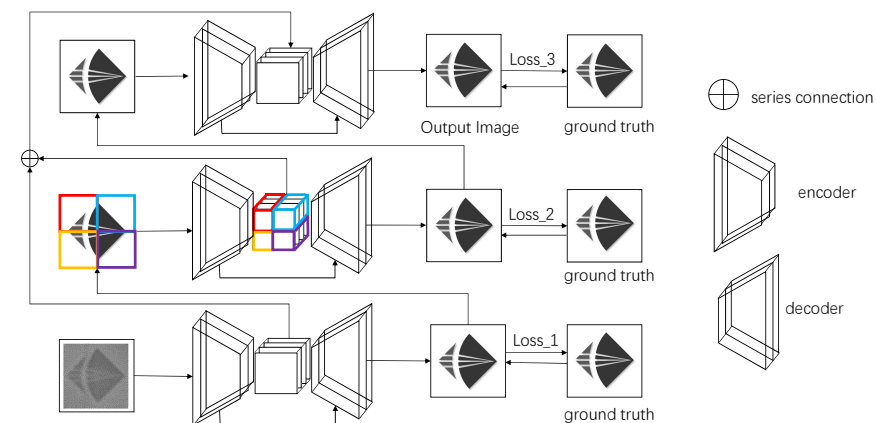 Loss_3
Output Image
ground truth
series connection
encoder
Loss_2
ground truth
decoder
Loss_1
ground truth